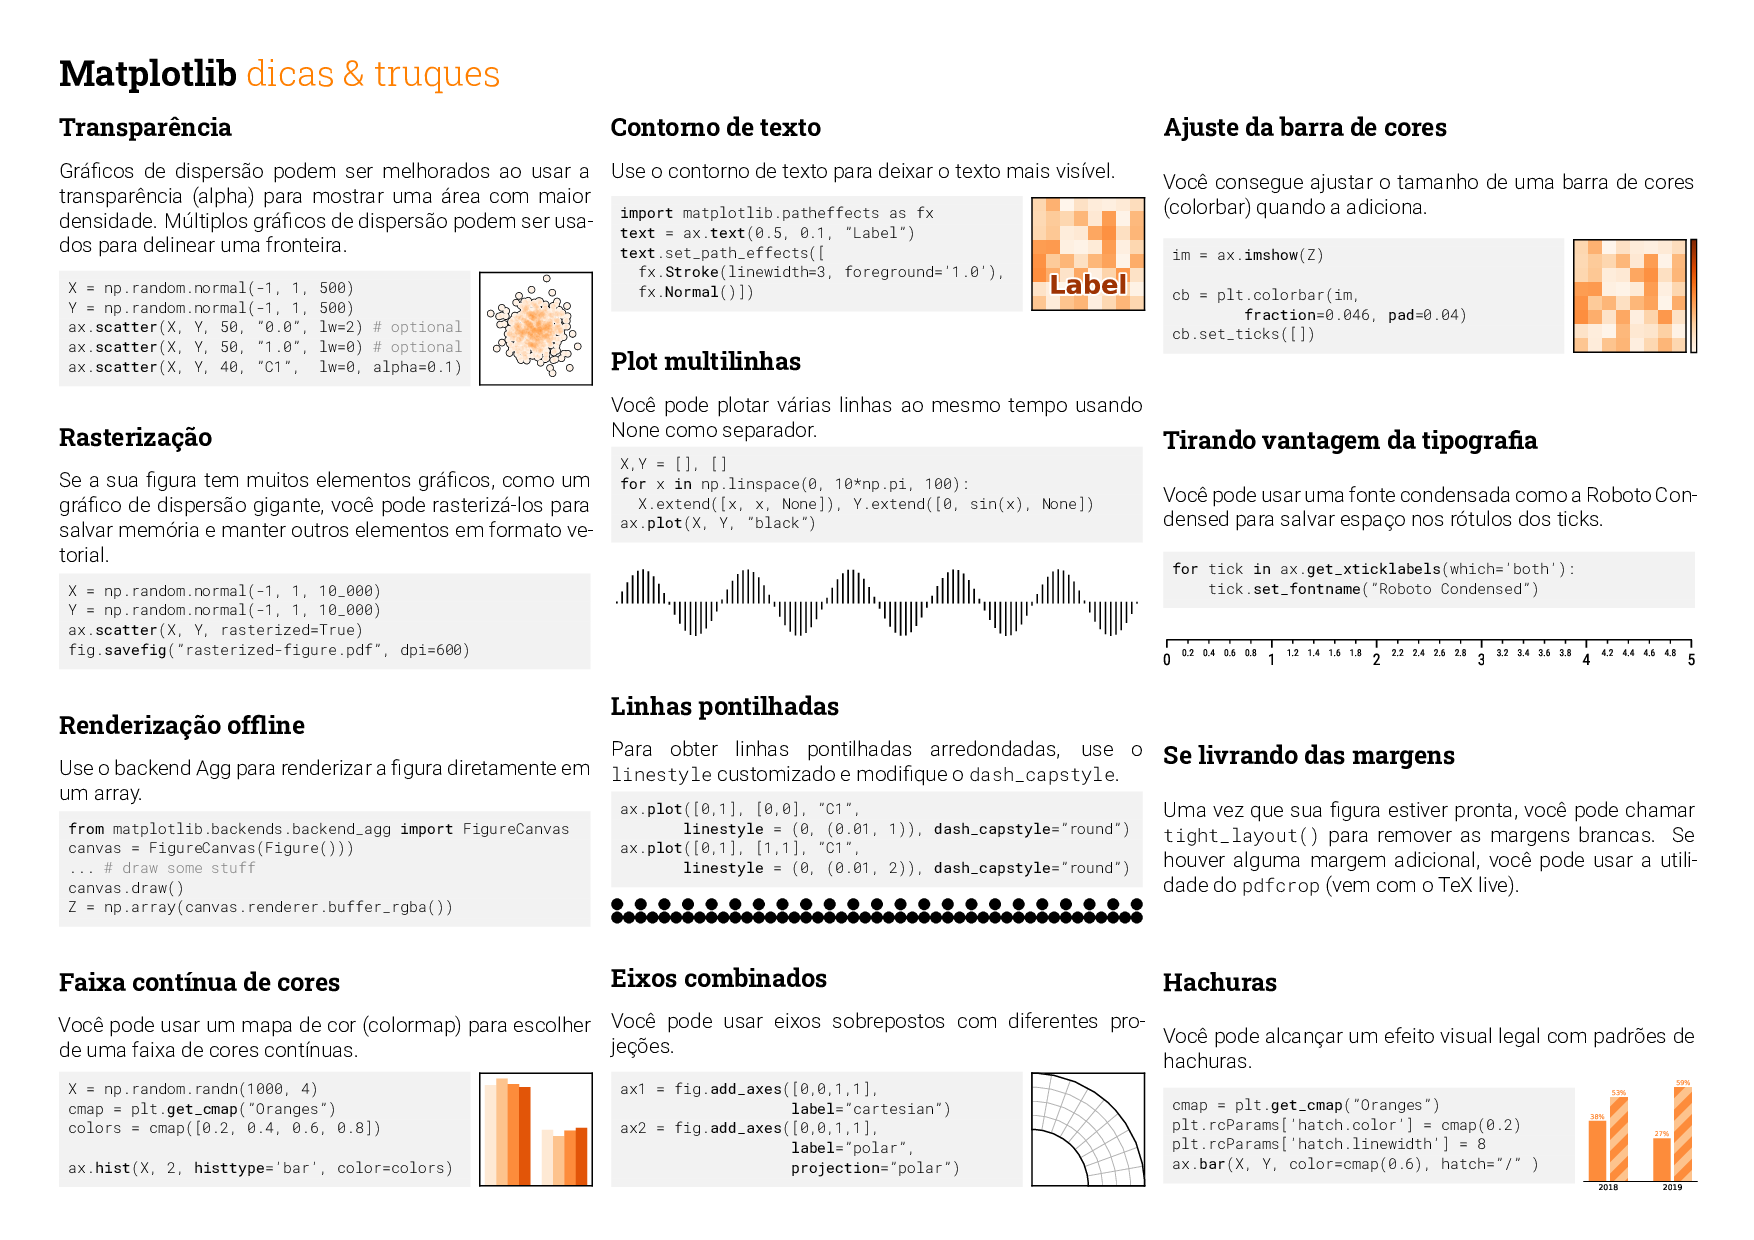 Matplotlib dicas & truques
Transparência
Gráficos de dispersão podem ser melhorados ao usar a
transparência (alpha) para mostrar uma área com maior
densidade. Múltiplos gráficos de dispersão podem ser usa-
dos para delinear uma fronteira.
X = np.random.normal(-1, 1, 500)
Y = np.random.normal(-1, 1, 500)
ax.scatter(X, Y, 50, "0.0", lw=2) # optional
ax.scatter(X, Y, 50, "1.0", lw=0) # optional
ax.scatter(X, Y, 40, "C1",  lw=0, alpha=0.1)
Rasterização
Se a sua figura tem muitos elementos gráficos, como um
gráfico de dispersão gigante, você pode rasterizá-los para
salvar memória e manter outros elementos em formato ve-
torial.
X = np.random.normal(-1, 1, 10_000)
Y = np.random.normal(-1, 1, 10_000)
ax.scatter(X, Y, rasterized=True)
fig.savefig("rasterized-figure.pdf", dpi=600)
Renderização offline
Use o backend Agg para renderizar a figura diretamente em
um array.
from matplotlib.backends.backend_agg import FigureCanvas
canvas = FigureCanvas(Figure()))
... # draw some stuff
canvas.draw()
Z = np.array(canvas.renderer.buffer_rgba())
Faixa contínua de cores
Você pode usar um mapa de cor (colormap) para escolher
de uma faixa de cores contínuas.
X = np.random.randn(1000, 4)
cmap = plt.get_cmap("Oranges")
colors = cmap([0.2, 0.4, 0.6, 0.8])
ax.hist(X, 2, histtype='bar', color=colors)
Contorno de texto
Use o contorno de texto para deixar o texto mais visível.
import matplotlib.patheffects as fx
text = ax.text(0.5, 0.1, "Label")
text.set_path_effects([
  fx.Stroke(linewidth=3, foreground='1.0'),
  fx.Normal()])
Label
Plot multilinhas
Você pode plotar várias linhas ao mesmo tempo usando
None como separador.
X,Y = [], []
for x in np.linspace(0, 10*np.pi, 100):
  X.extend([x, x, None]), Y.extend([0, sin(x), None])
ax.plot(X, Y, "black")
Linhas pontilhadas
Para obter linhas pontilhadas arredondadas, use o
linestyle customizado e modifique o dash_capstyle.
ax.plot([0,1], [0,0], "C1",
       linestyle = (0, (0.01, 1)), dash_capstyle="round")
ax.plot([0,1], [1,1], "C1",
       linestyle = (0, (0.01, 2)), dash_capstyle="round")
Eixos combinados
Você pode usar eixos sobrepostos com diferentes pro-
jeções.
ax1 = fig.add_axes([0,0,1,1],
                   label="cartesian")
ax2 = fig.add_axes([0,0,1,1],
                   label="polar",
                   projection="polar")
Ajuste da barra de cores
Você consegue ajustar o tamanho de uma barra de cores
(colorbar) quando a adiciona.
im = ax.imshow(Z)
cb = plt.colorbar(im,
        fraction=0.046, pad=0.04)
cb.set_ticks([])
Tirando vantagem da tipografia
Você pode usar uma fonte condensada como a Roboto Con-
densed para salvar espaço nos rótulos dos ticks.
for tick in ax.get_xticklabels(which='both'):
    tick.set_fontname("Roboto Condensed")
0 0.2 0.4 0.6 0.8 1 1.2 1.4 1.6 1.8 2 2.2 2.4 2.6 2.8 3 3.2 3.4 3.6 3.8 4 4.2 4.4 4.6 4.8 5
Se livrando das margens
Uma vez que sua figura estiver pronta, você pode chamar
tight_layout() para remover as margens brancas. Se
houver alguma margem adicional, você pode usar a utili-
dade do pdfcrop (vem com o TeX live).
Hachuras
Você pode alcançar um efeito visual legal com padrões de
hachuras.
cmap = plt.get_cmap("Oranges")
plt.rcParams['hatch.color'] = cmap(0.2)
plt.rcParams['hatch.linewidth'] = 8
ax.bar(X, Y, color=cmap(0.6), hatch="/" )
38% 53% 27% 59%
2018 2019